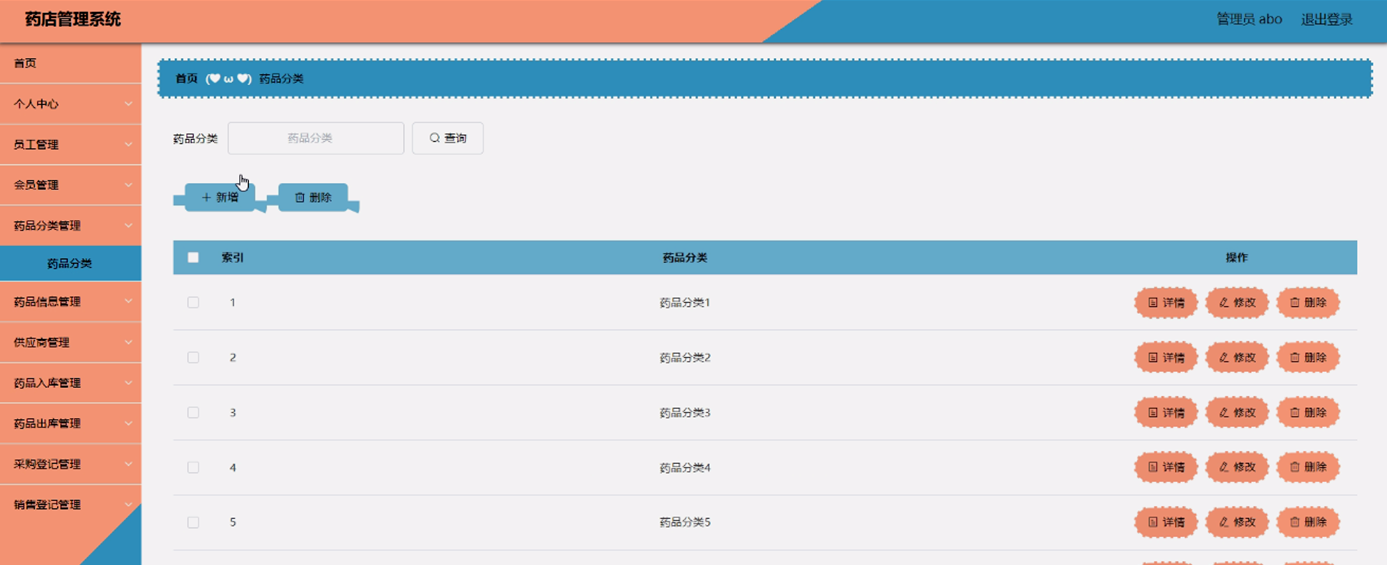 药店管理系统
管理员 abo 退出登录
首页
个人中心
员工管理
会员管理
药品分类管理
药品分类
药品信息管理
供应商管理
药品入库管理
药品出库管理
采购登记管理
销售登记管理
首页 (♥ ω ♥) 药品分类
药品分类 药品分类 查询
新增 删除
索引 药品分类 操作
1 药品分类1 详情 修改 删除
2 药品分类2 详情 修改 删除
3 药品分类3 详情 修改 删除
4 药品分类4 详情 修改 删除
5 药品分类5 详情 修改 删除